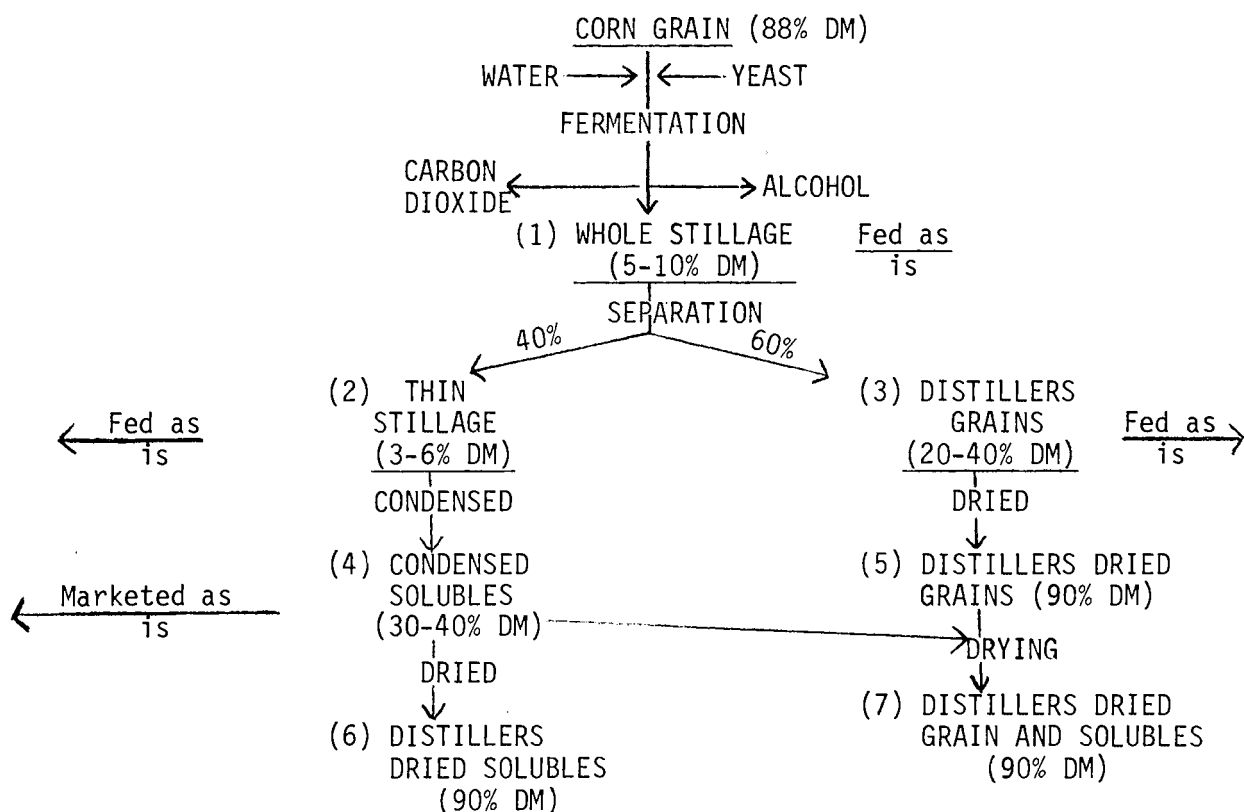 CORN GRAIN (88% DM)
WATER YEAST
FERMENTATION
CARBON
DIOXIDE
ALCOHOL
(1) WHOLE STILLAGE
(5-10% DM)
Fed as
is
SEPARATION
40% 60%
(2) THIN
STILLAGE
(3-6% DM)
Fed as
is
(3) DISTILLERS
GRAINS
(20-40% DM)
Fed as
is
CONDENSED
DRIED
(4) CONDENSED
SOLUBLES
(30-40% DM)
Marketed as
is
(5) DISTILLERS DRIED
GRAINS (90% DM)
DRIED
DRYING
(6) DISTILLERS
DRIED SOLUBLES
(90% DM)
(7) DISTILLERS DRIED
GRAIN AND SOLUBLES
(90% DM)